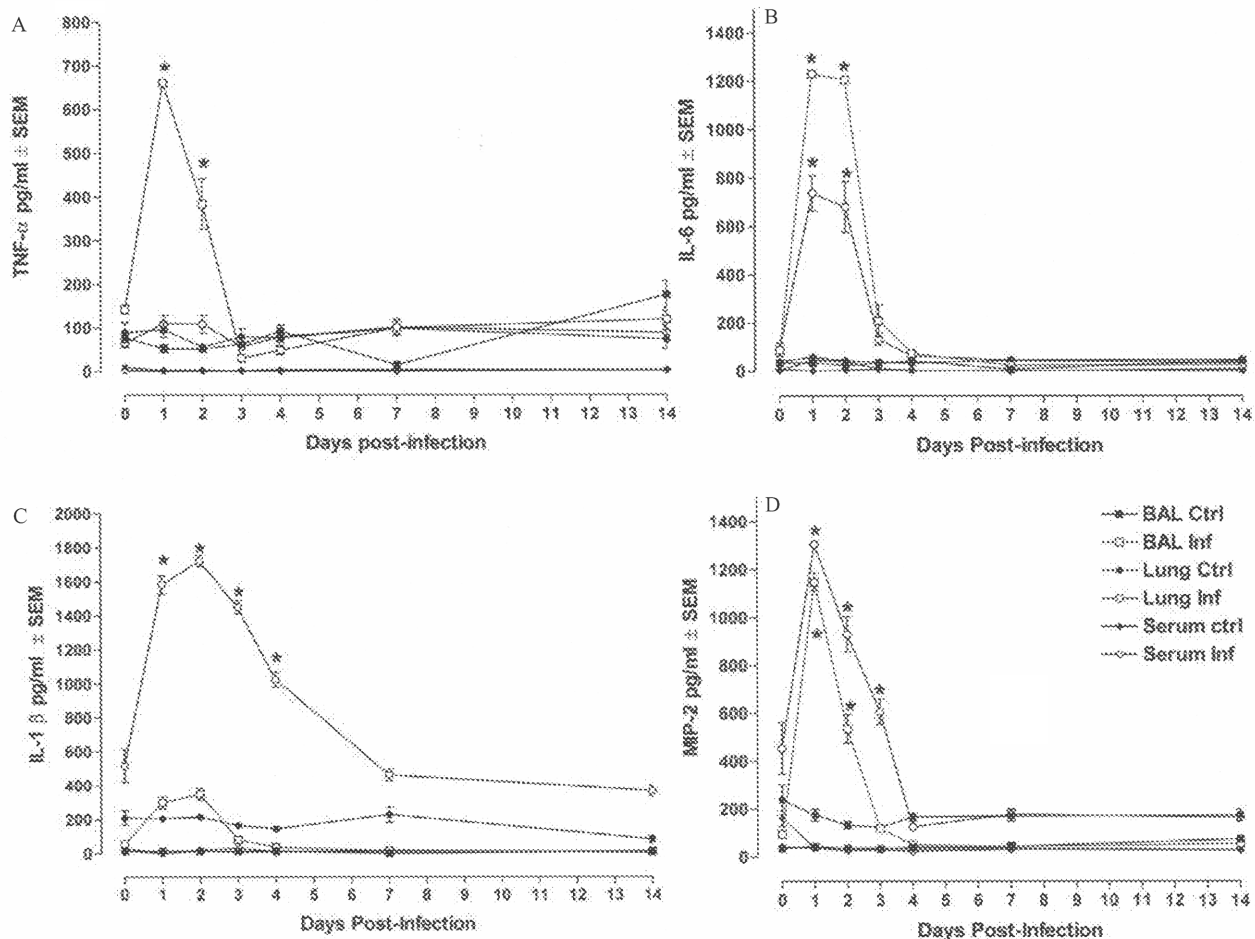 A
800
700
600
500
400
300
200
100
0
TNF-α pg/ml ± SEM
0 1 2 3 4 5 6 7 8 9 10 11 12 13 14
Days post-infection
B
1400
1200
1000
800
600
400
200
0
IL-6 pg/ml ± SEM
0 1 2 3 4 5 6 7 8 9 10 11 12 13 14
Days Post-infection
C
2000
1800
1600
1400
1200
1000
800
600
400
200
0
IL-1 β pg/ml ± SEM
0 1 2 3 4 5 6 7 8 9 10 11 12 13 14
Days Post-Infection
D
1400
1200
1000
800
600
400
200
0
MIP-2 pg/ml ± SEM
BAL Ctrl
BAL Inf
Lung Ctrl
Lung Inf
Serum ctrl
Serum Inf
0 1 2 3 4 5 6 7 8 9 10 11 12 13 14
Days Post-Infection